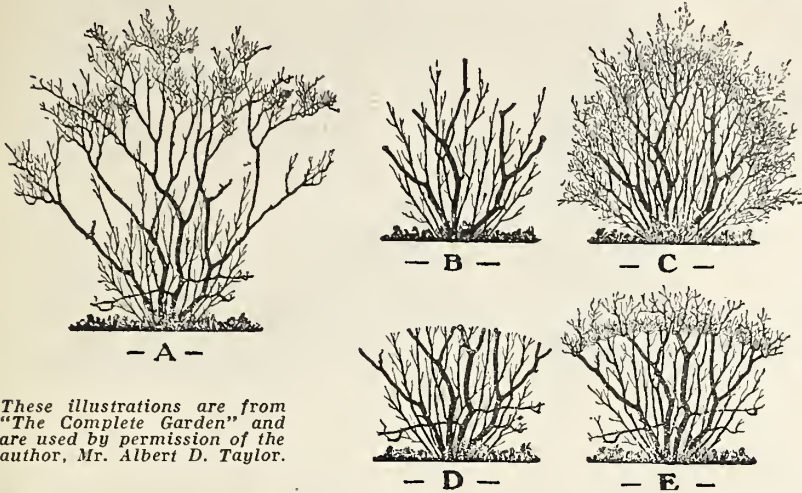 — A —
— B —
— C —
— D —
— E —
These illustrations are from
"The Complete Garden" and
are used by permission of the
author, Mr. Albert D. Taylor.